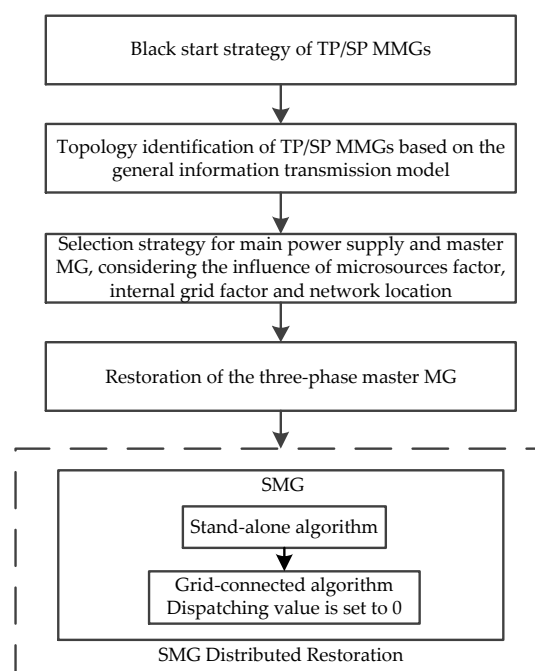 Black start strategy of TP/SP MMGs
Topology identification of TP/SP MMGs based on the
general information transmission model
Selection strategy for main power supply and master
MG, considering the influence of microsources factor,
internal grid factor and network location
Restoration of the three-phase master MG
SMG
Stand-alone algorithm
Grid-connected algorithm
Dispatching value is set to 0
SMG Distributed Restoration